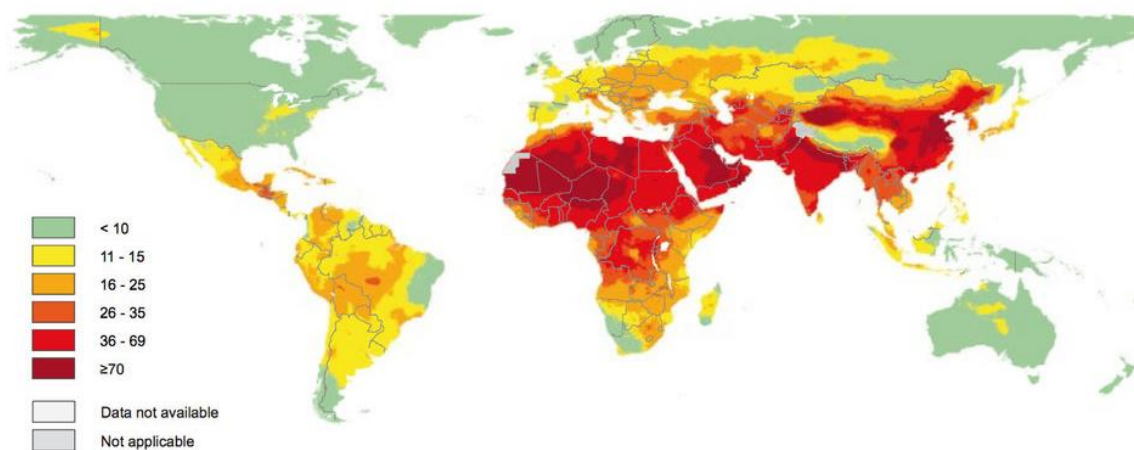 < 10
11 - 15
16 - 25
26 - 35
36 - 69
≥70
Data not available
Not applicable